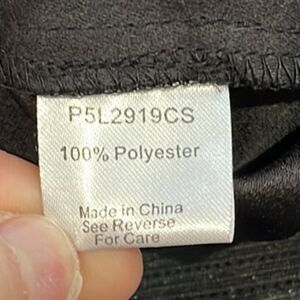 P5L2919CS
100% Polyester
Made in China
See Reverse
For Care